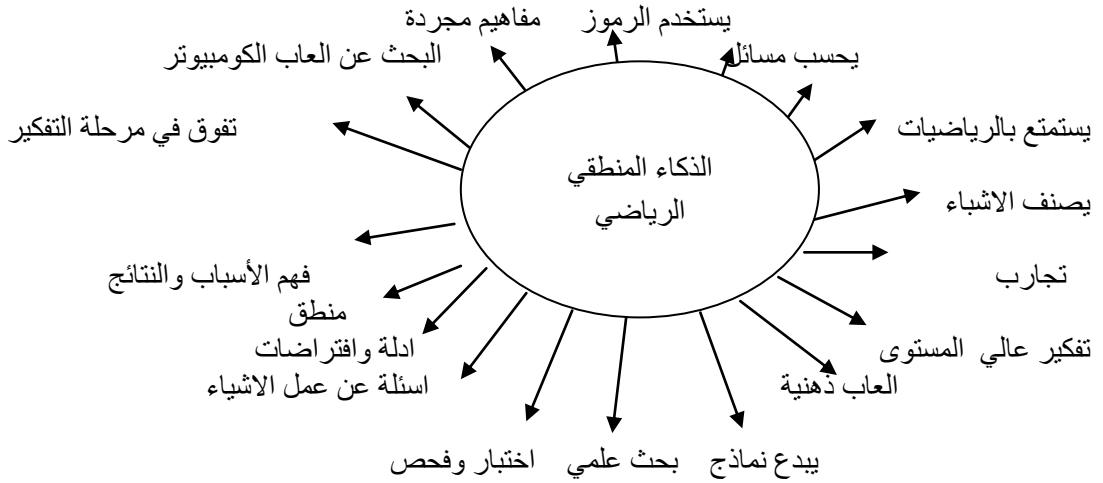 يستخدم الرموز
مفاهيم مجردة
يحسب مسائل
البحث عن العاب الكومبيوتر
يستمتع بالرياضيات
تفوق في مرحلة التفكير
الذكاء المنطقي
الرياضي
يصنف الاشباء
تجارب
فهم الأسباب والنتائج
منطق
تفكير عالي المستوى
ادلة وافتراضات
العاب ذهنية
اسئلة عن عمل الاشياء
يبدع نماذج
بحث علمي
اختبار وفحص